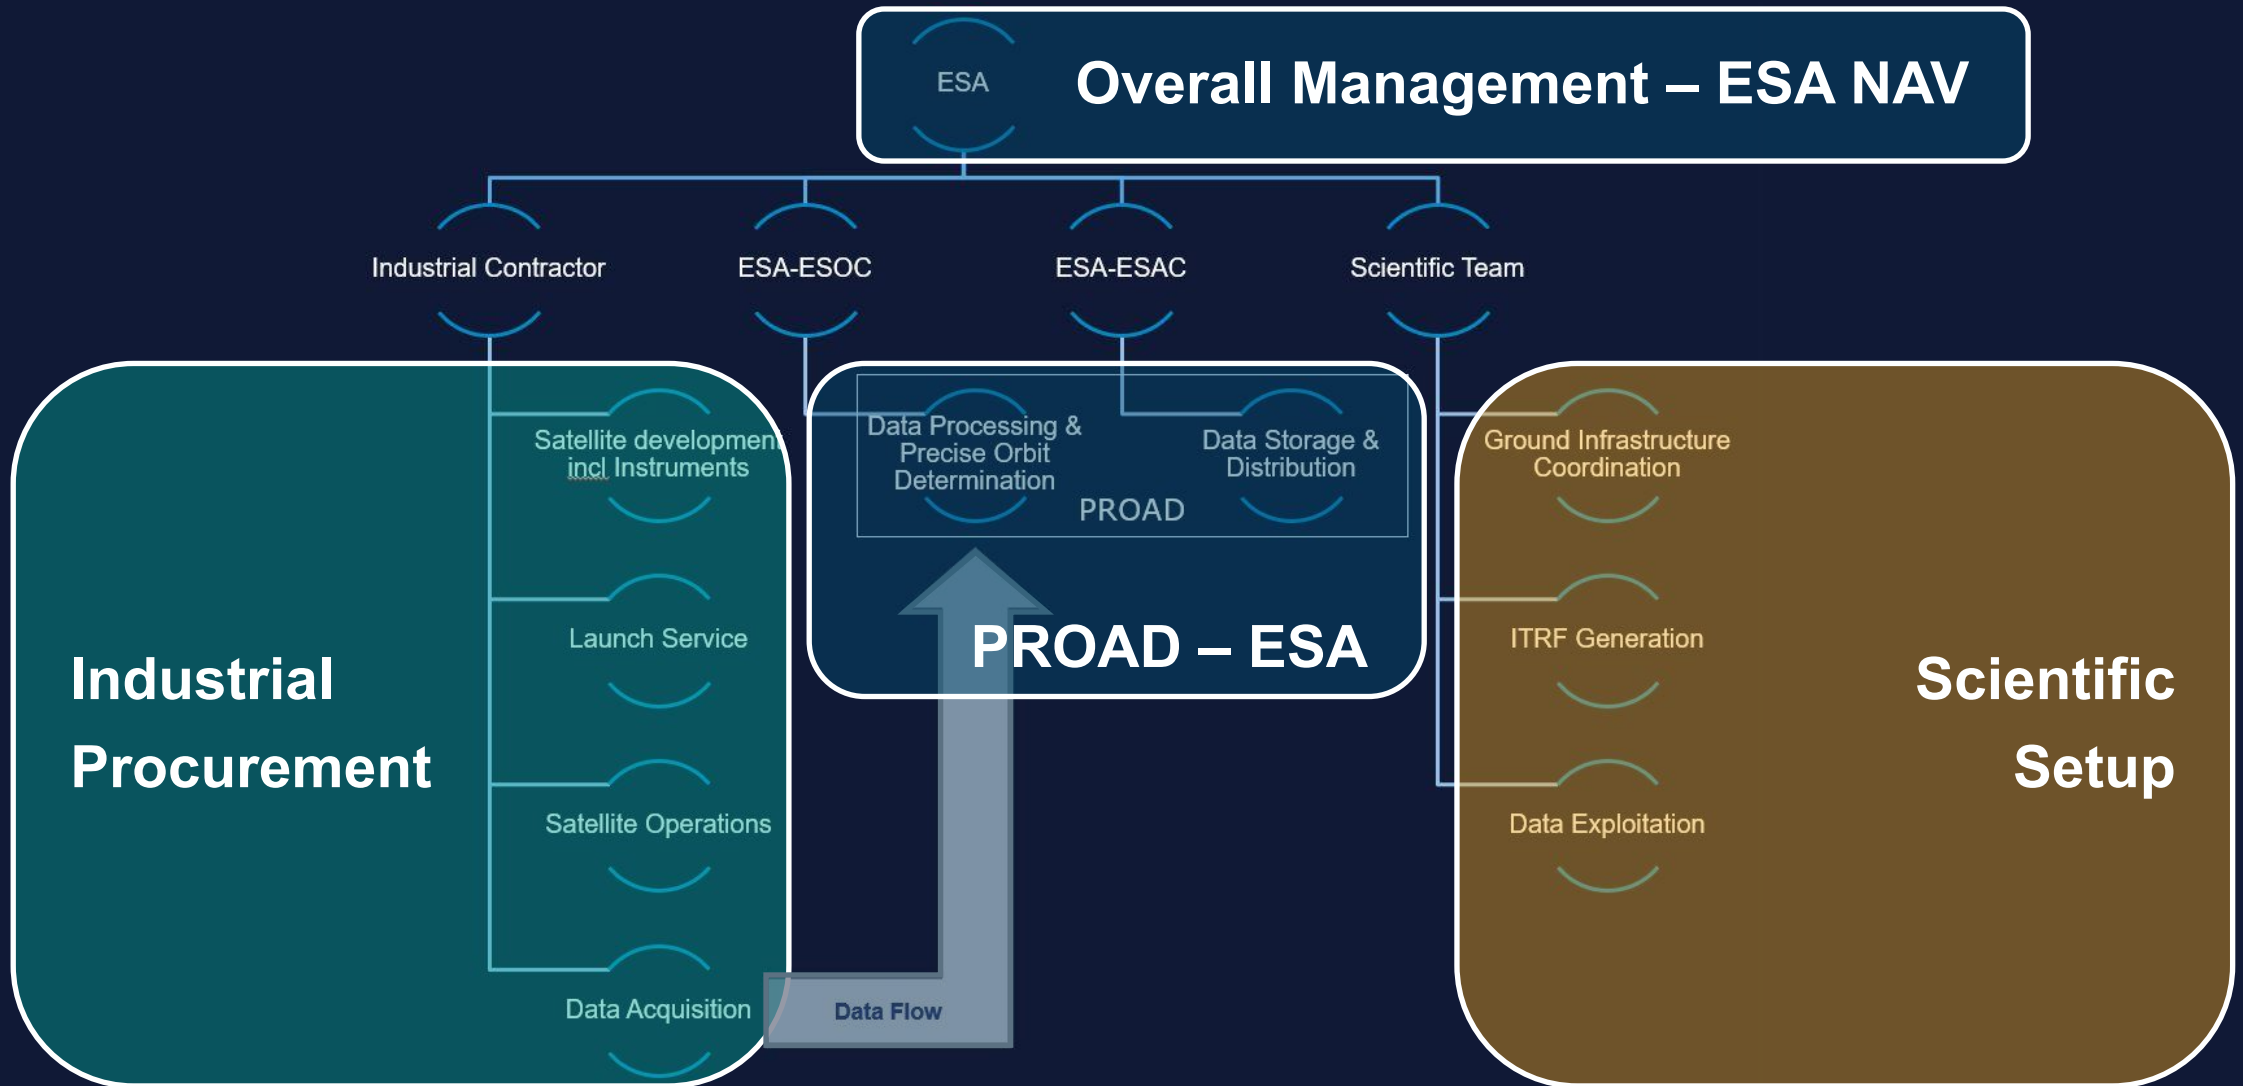 ESA
Overall Management – ESA NAV
Industrial Contractor
ESA-ESOC
ESA-ESAC
Scientific Team
Satellite development
incl Instruments
Launch Service
Satellite Operations
Data Acquisition
Industrial
Procurement
Data Processing &
Precise Orbit
Determination
Data Storage &
Distribution
PROAD
PROAD – ESA
Data Flow
Ground Infrastructure
Coordination
ITRF Generation
Data Exploitation
Scientific
Setup